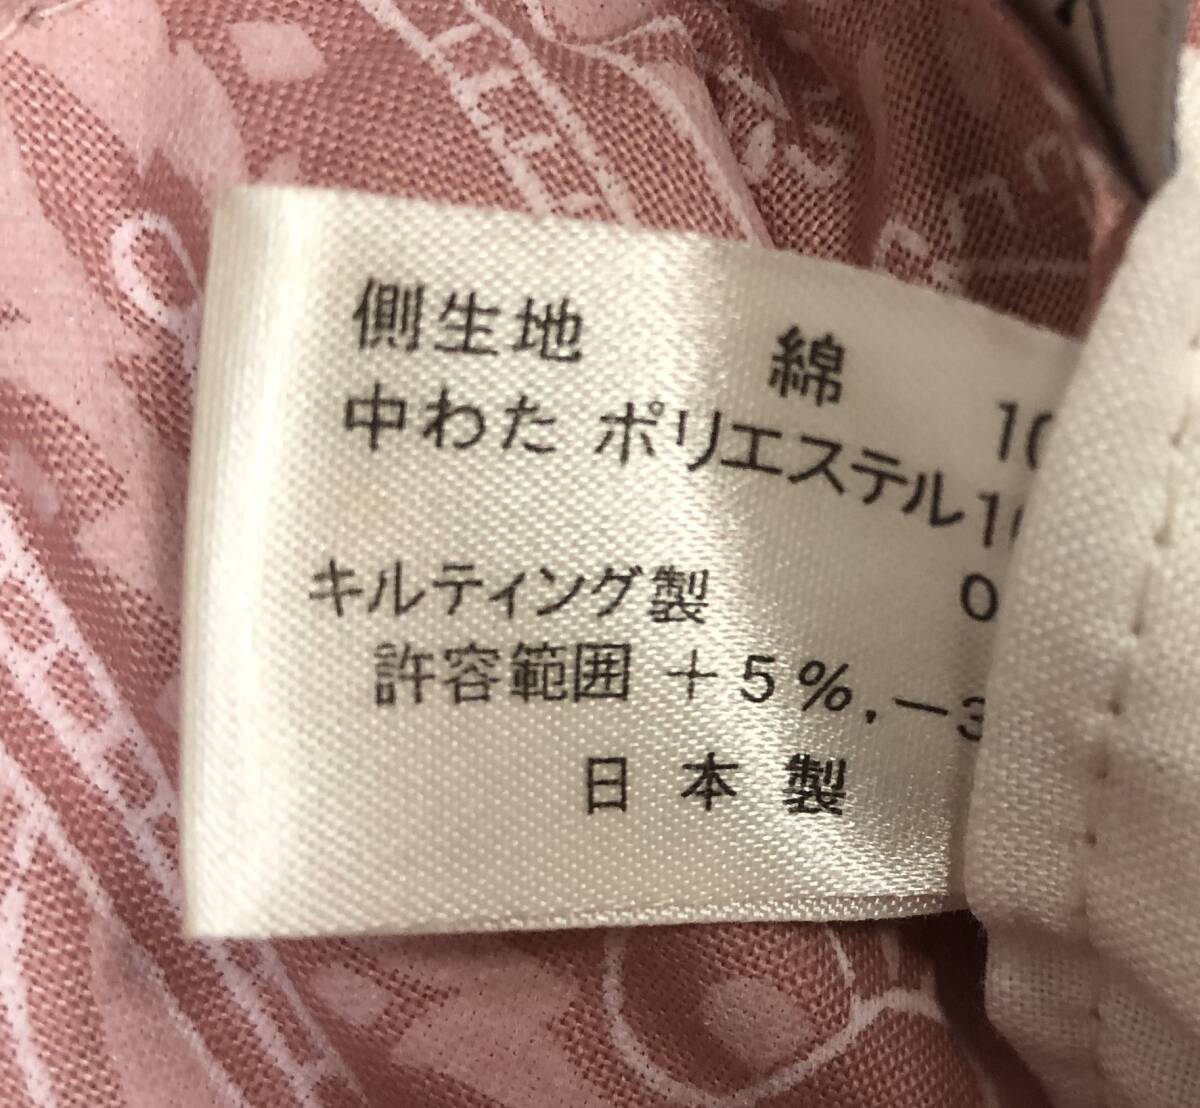 側生地 綿 10
中わた ポリエステル 10
キルティング製 0
許容範囲 +5%.-3
日本製